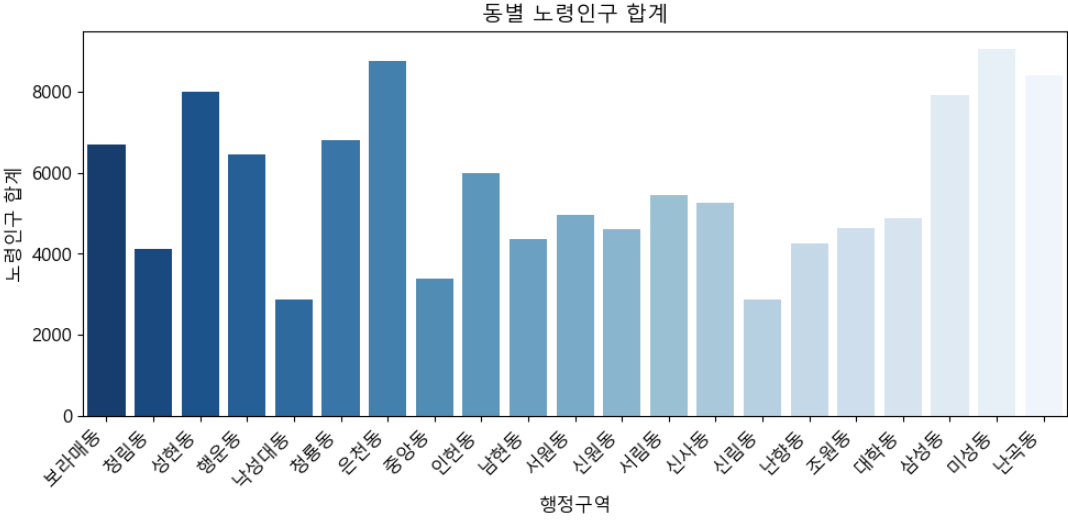 동별 노령인구 합계
노령인구 합계
8000
6000
4000
2000
0
보라매동
청림동
성현동
행운동
낙성대동
청룡동
은천동
중앙동
인헌동
남현동
서원동
신원동
서림동
신사동
신림동
난향동
조원동
대학동
삼성동
미성동
난곡동
행정구역